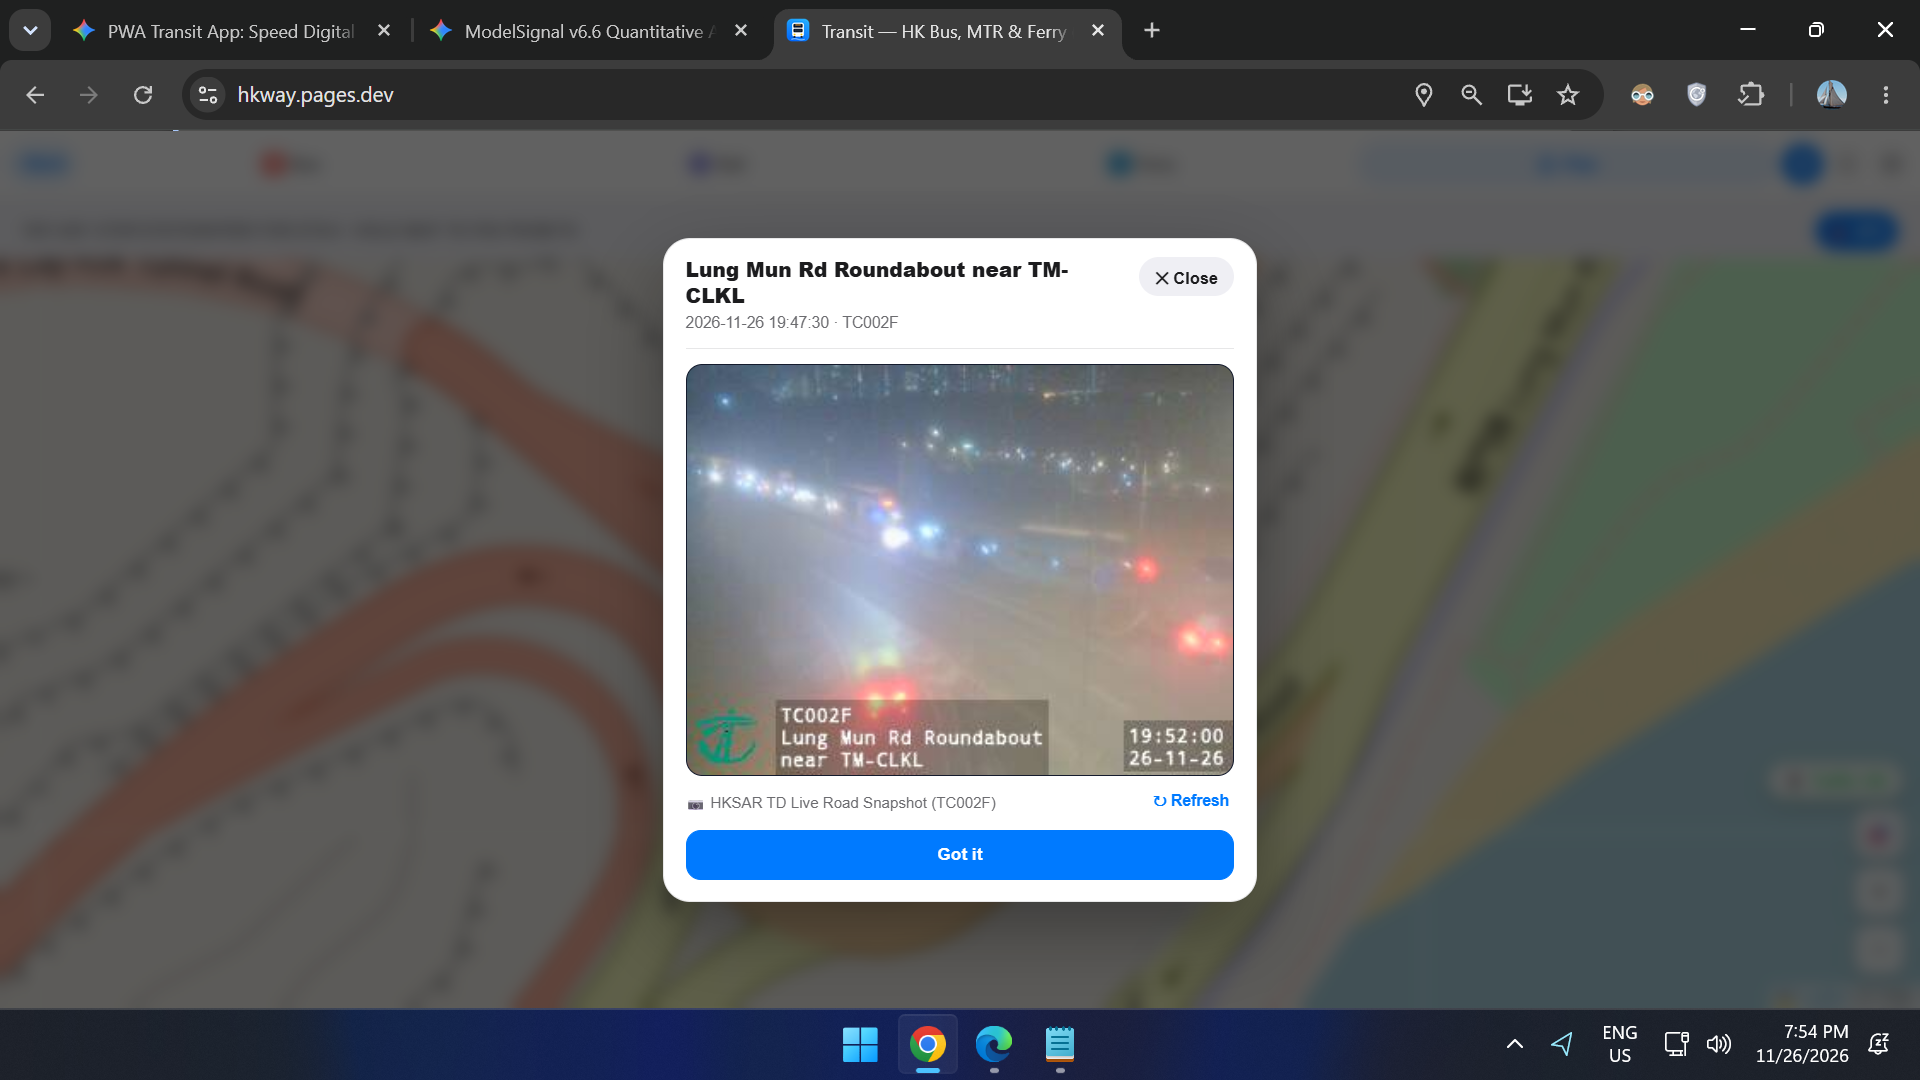 PWA Transit App: Speed Digital
ModelSignal v6.6 Quantitative
Transit — HK Bus, MTR & Ferry
hkway.pages.dev
Lung Mun Rd Roundabout near TM-
CLKL
2026-11-26 19:47:30 · TC002F
Close
TC002F
Lung Mun Rd Roundabout
near TM-CLKL
19:52:00
26-11-26
HKSAR TD Live Road Snapshot (TC002F)
Refresh
Got it
ENG
US
7:54 PM
11/26/2026